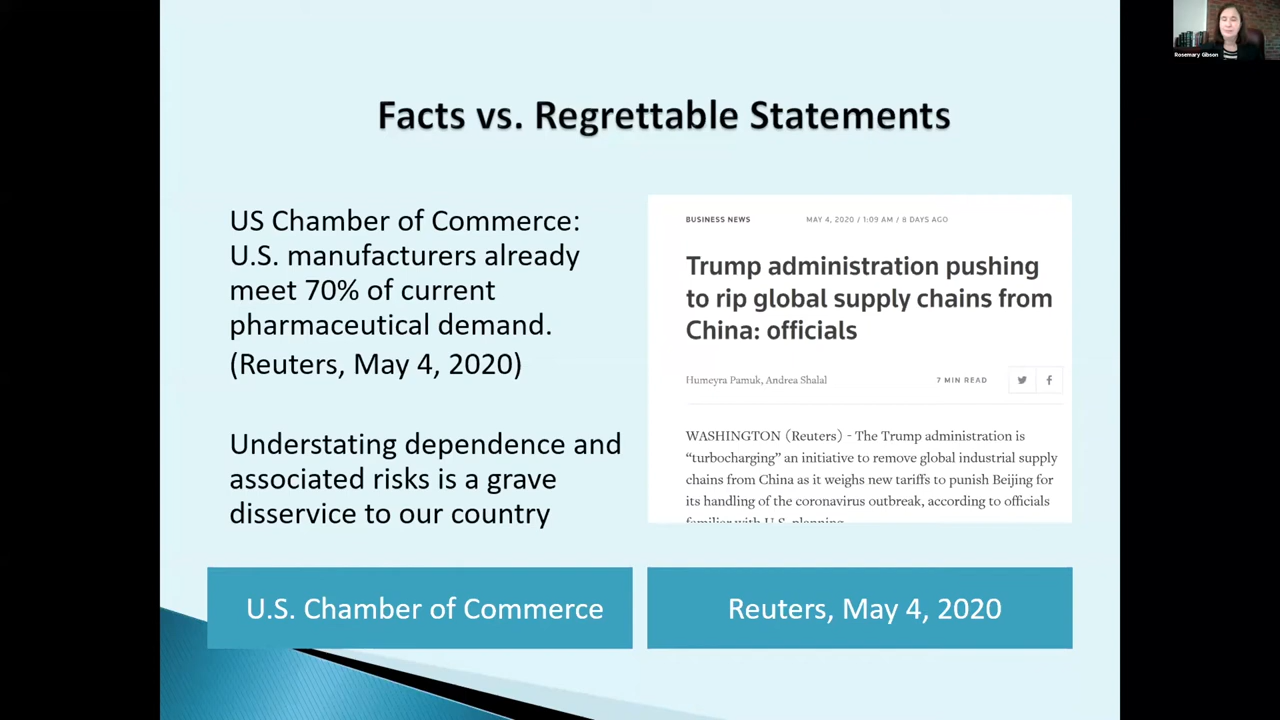 Rosemary Gibson
Facts vs. Regrettable Statements
US Chamber of Commerce:
U.S. manufacturers already
meet 70% of current
pharmaceutical demand.
(Reuters, May 4, 2020)
Understating dependence and
associated risks is a grave
disservice to our country
BUSINESS NEWS
MAY 4, 2020 / 1:09 AM / 8 DAYS AGO
Trump administration pushing
to rip global supply chains from
China: officials
Humeyra Pamuk, Andrea Shalal
7 MIN READ
WASHINGTON (Reuters) - The Trump administration is
“turbocharging” an initiative to remove global industrial supply
chains from China as it weighs new tariffs to punish Beijing for
its handling of the coronavirus outbreak, according to officials
familiar with U.S. planning.
U.S. Chamber of Commerce
Reuters, May 4, 2020